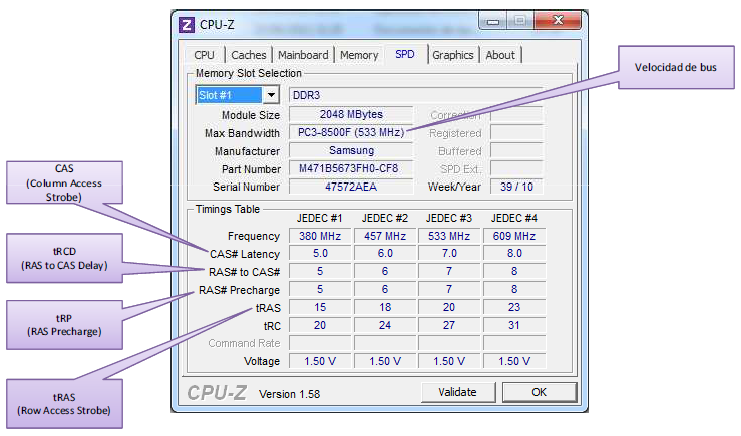 CPU-Z
CPU Caches Mainboard Memory SPD Graphics About
Memory Slot Selection
Slot #1 DDR3
Module Size 2048 MBytes Correction
Max Bandwidth PC3-8500F (533 MHz) Registered
Manufacturer Samsung Buffered
Part Number M471B5673FH0-CF8 SPD Ext.
Serial Number 47572AEA Week/Year 39 / 10
Timings Table
JEDEC #1 JEDEC #2 JEDEC #3 JEDEC #4
Frequency 380 MHz 457 MHz 533 MHz 609 MHz
CAS# Latency 5.0 6.0 7.0 8.0
RAS# to CAS# 5 6 7 8
RAS# Precharge 5 6 7 8
tRAS 15 18 20 23
tRC 20 24 27 31
Command Rate
Voltage 1.50 V 1.50 V 1.50 V 1.50 V
CPU-Z Version 1.58 Validate OK
Velocidad de bus
CAS
(Column Access
Strobe)
tRCD
(RAS to CAS Delay)
tRP
(RAS Precharge)
tRAS
(Row Access Strobe)